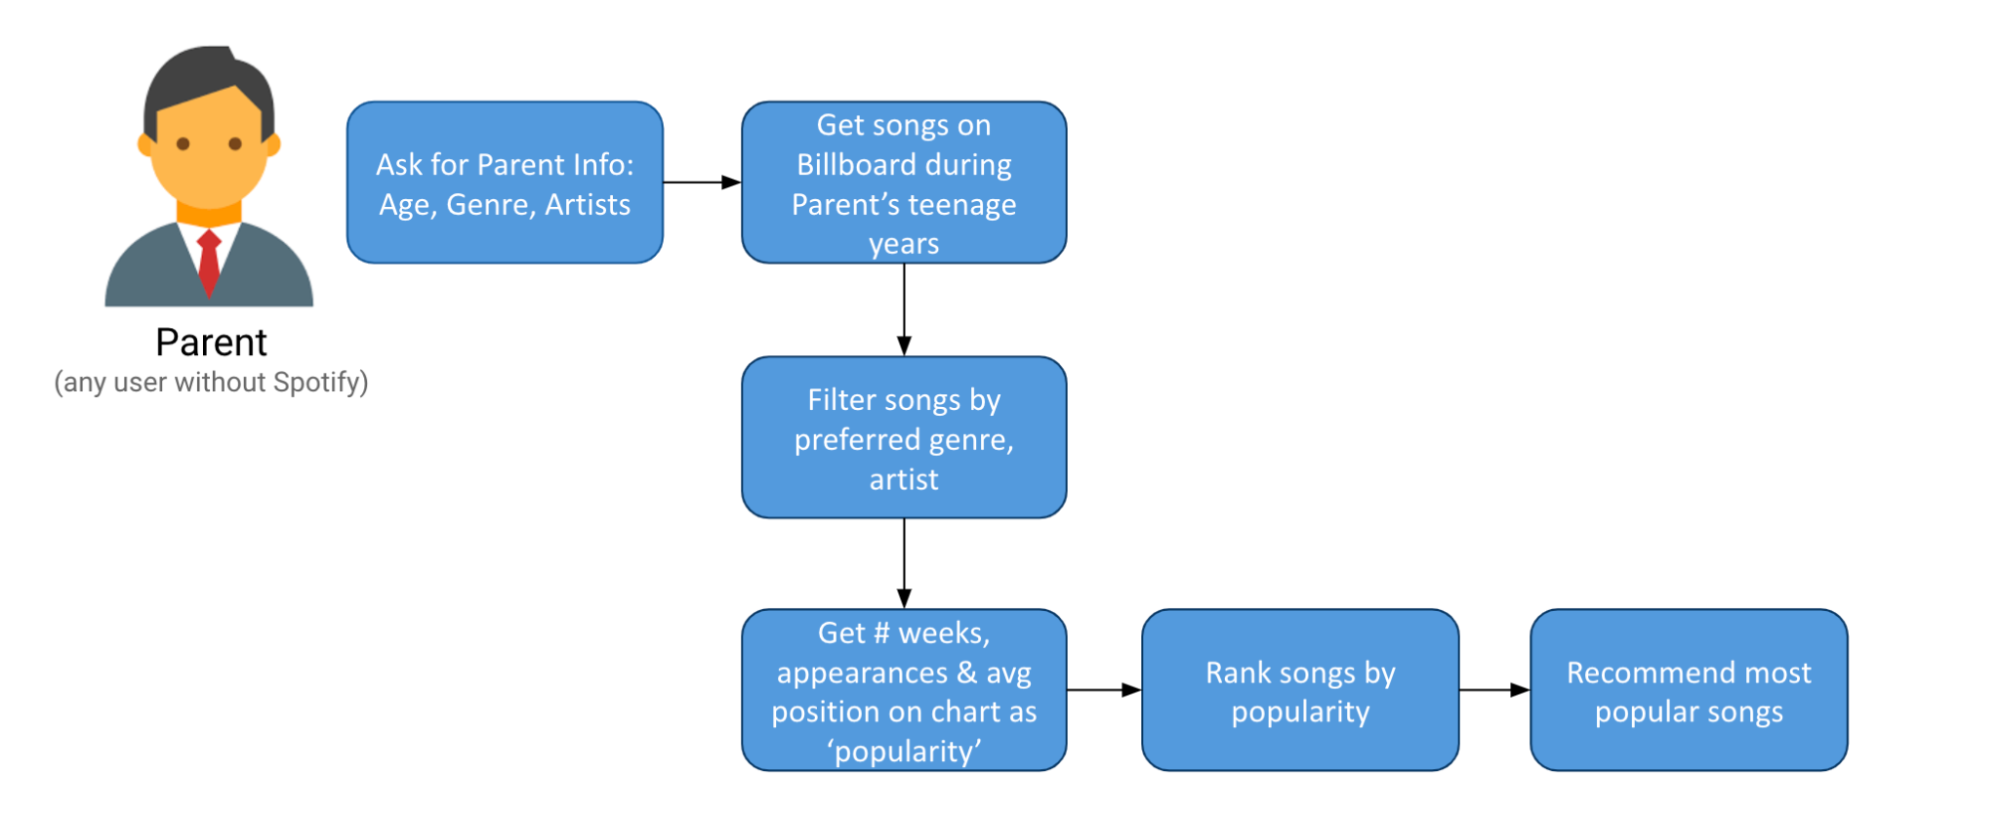 Parent
(any user without Spotify)
Ask for Parent Info:
Age, Genre, Artists
Get songs on
Billboard during
Parent’s teenage
years
Filter songs by
preferred genre,
artist
Get # weeks,
appearances & avg
position on chart as
‘popularity’
Rank songs by
popularity
Recommend most
popular songs